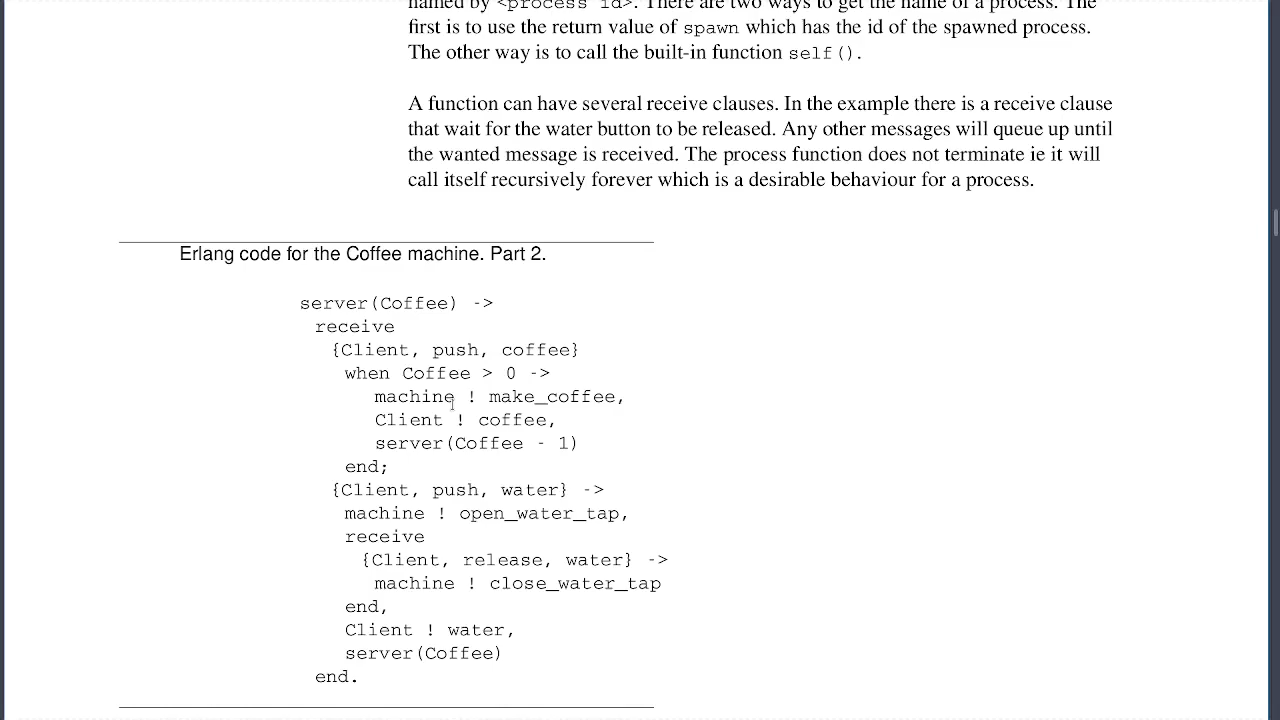 named by <process id>. There are two ways to get the name of a process. The
first is to use the return value of spawn which has the id of the spawned process.
The other way is to call the built-in function self().
A function can have several receive clauses. In the example there is a receive clause
that wait for the water button to be released. Any other messages will queue up until
the wanted message is received. The process function does not terminate ie it will
call itself recursively forever which is a desirable behaviour for a process.
Erlang code for the Coffee machine. Part 2.
server(Coffee) ->
receive
{Client, push, coffee}
when Coffee > 0 ->
machine ! make_coffee,
Client ! coffee,
server(Coffee - 1)
end;
{Client, push, water} ->
machine ! open_water_tap,
receive
{Client, release, water} ->
machine ! close_water_tap
end,
Client ! water,
server(Coffee)
end.